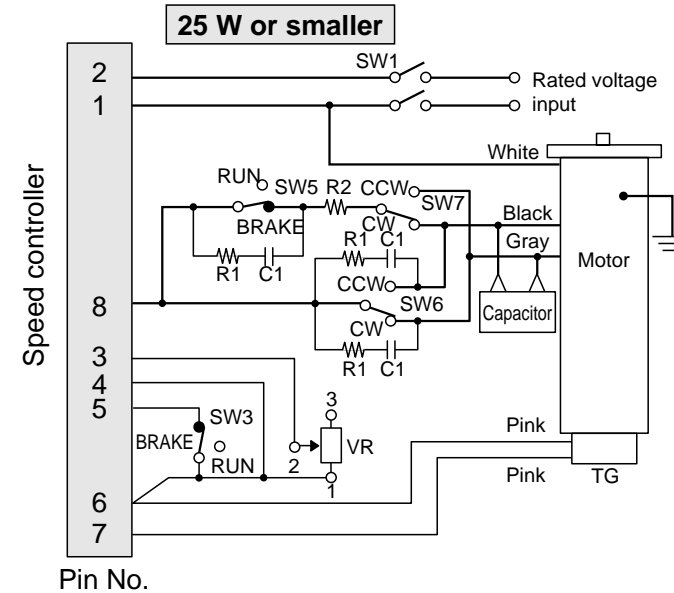 25 W or smaller
2
SW1
Rated voltage
1
input
White
RUN
SW5
R2
CCW
SW7
BRAKE
CW
Black
R1
C1
R1
C1
Gray
Motor
CCW
8
SW6
Capacitor
CW
R1
C1
Speed controller
3
4
5
SW3
3
BRAKE
VR
RUN
2
1
Pink
6
Pink
TG
7
Pin No.